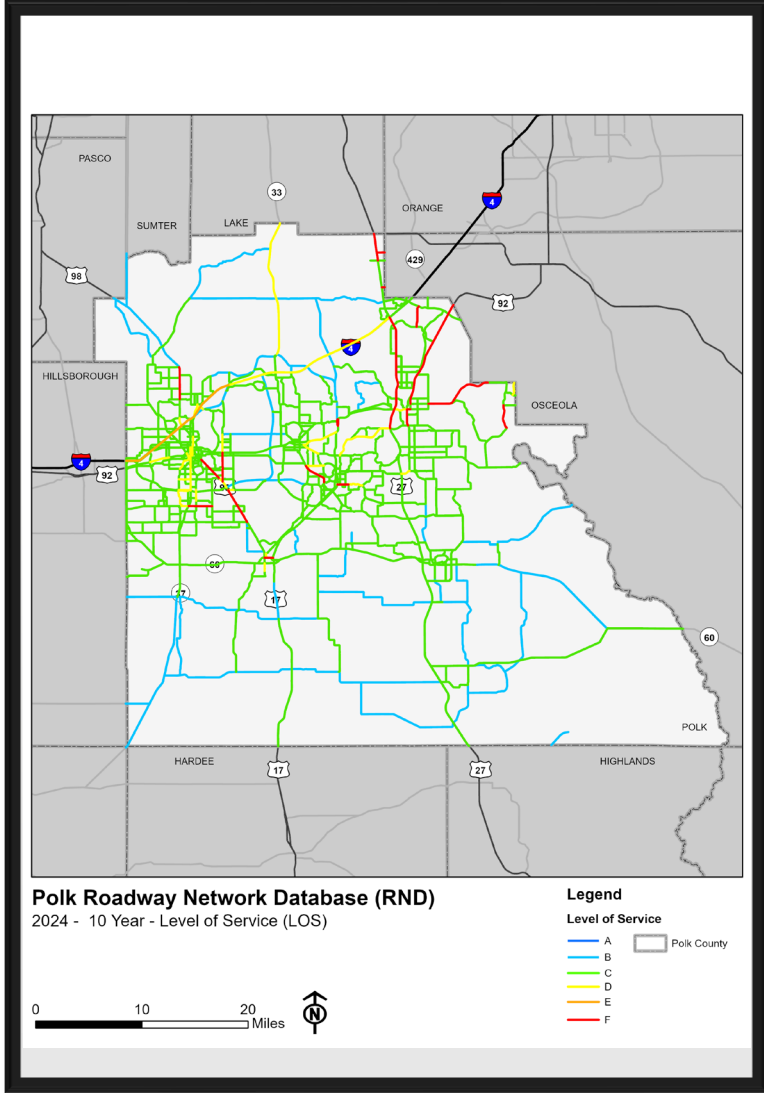 PASCO
33
SUMTER
LAKE
ORANGE
4
429
98
92
4
HILLSBOROUGH
OSCEOLA
4
92
27
17
60
POLK
HARDEE
HIGHLANDS
17
27
Polk Roadway Network Database (RND)
2024 - 10 Year - Level of Service (LOS)
Legend
Level of Service
A
B
C
D
E
F
Polk County
0 10 20
Miles
N